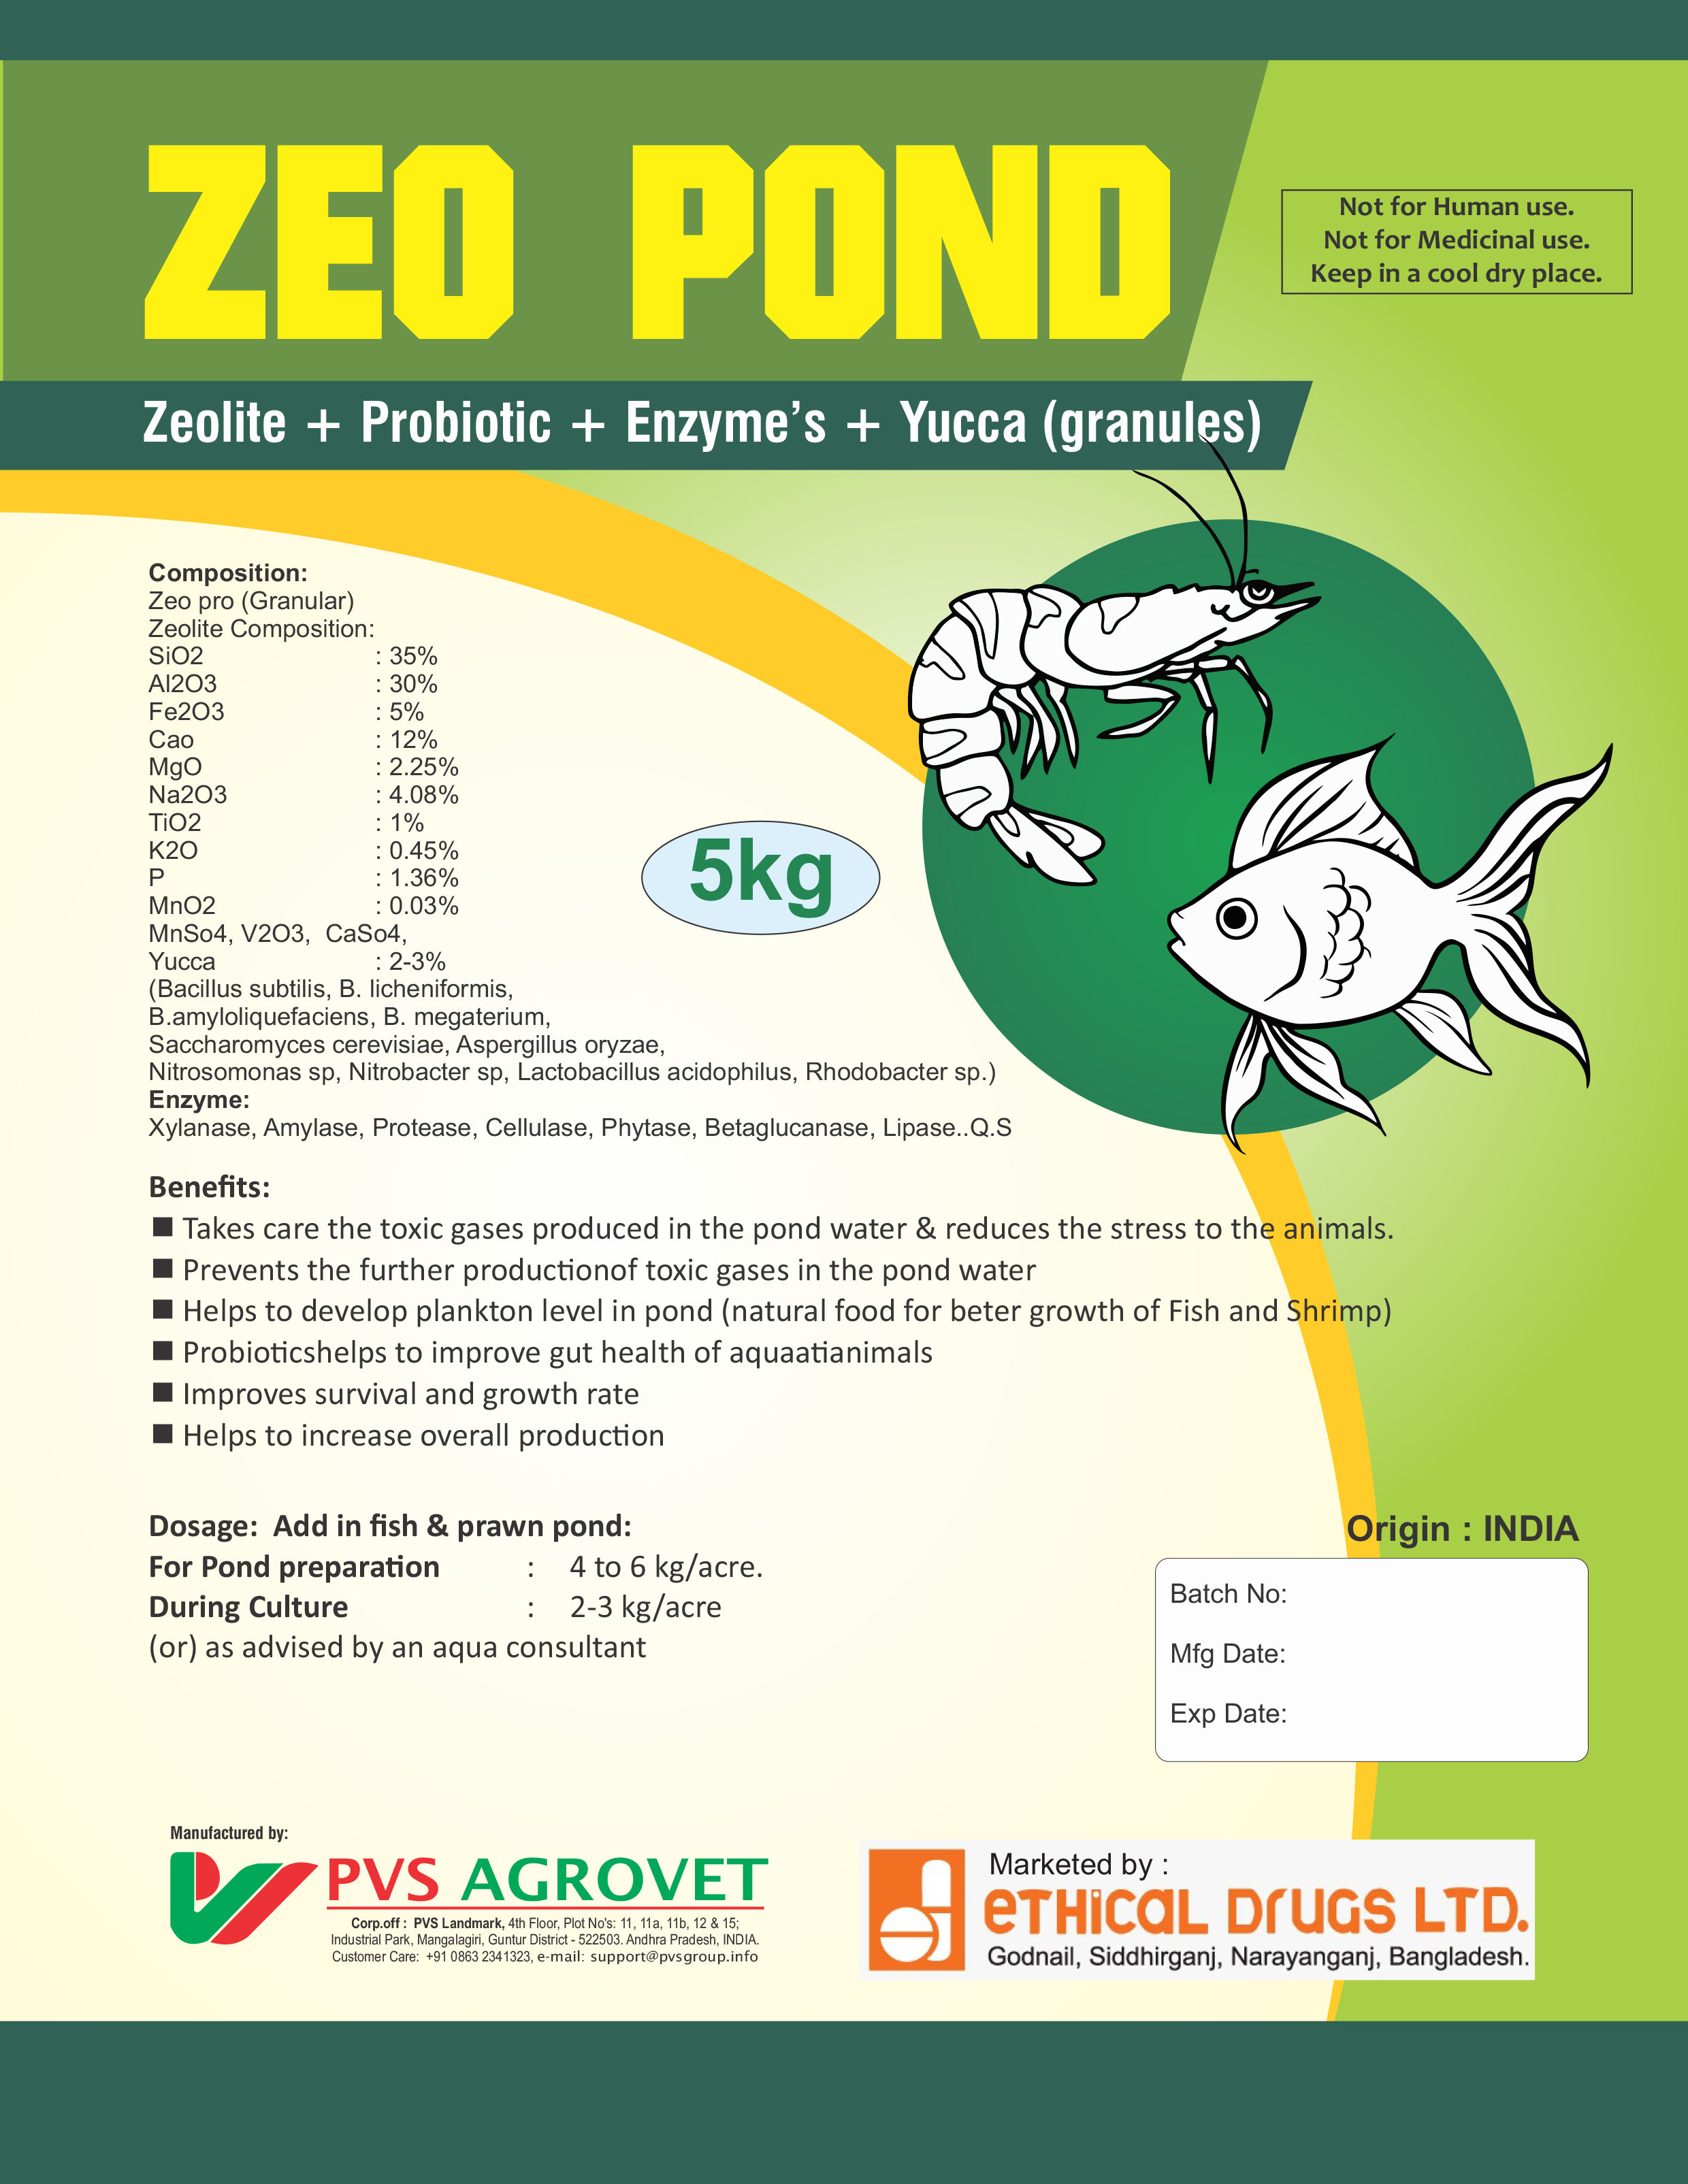 ZEO POND
Not for Human use.
Not for Medicinal use.
Keep in a cool dry place.
Zeolite + Probiotic + Enzyme's + Yucca (granules)
Composition:
Zeo pro (Granular)
Zeolite Composition:
SiO2 : 35%
Al2O3 : 30%
Fe2O3 : 5%
Cao : 12%
MgO : 2.25%
Na2O3 : 4.08%
TiO2 : 1%
K2O : 0.45%
P : 1.36%
MnO2 : 0.03%
MnSo4, V2O3, CaSo4,
Yucca : 2-3%
(Bacillus subtilis, B. licheniformis,
B.amyloliquefaciens, B. megaterium,
Saccharomyces cerevisiae, Aspergillus oryzae,
Nitrosomonas sp, Nitrobacter sp, Lactobacillus acidophilus, Rhodobacter sp.)
Enzyme:
Xylanase, Amylase, Protease, Cellulase, Phytase, Betaglucanase, Lipase..Q.S
5kg
Benefits:
■ Takes care the toxic gases produced in the pond water & reduces the stress to the animals.
■ Prevents the further productionof toxic gases in the pond water
■ Helps to develop plankton level in pond (natural food for beter growth of Fish and Shrimp)
■ Probioticshelps to improve gut health of aquaatianimals
■ Improves survival and growth rate
■ Helps to increase overall production
Dosage: Add in fish & prawn pond:
For Pond preparation : 4 to 6 kg/acre.
During Culture : 2-3 kg/acre
(or) as advised by an aqua consultant
Origin : INDIA
Batch No:
Mfg Date:
Exp Date:
Manufactured by:
PVS AGROVET
Corp.off : PVS Landmark, 4th Floor, Plot No's: 11, 11a, 11b, 12 & 15;
Industrial Park, Mangalagiri, Guntur District - 522503. Andhra Pradesh, INDIA.
Customer Care: +91 0863 2341323, e-mail: support@pvsgroup.info
Marketed by :
eTHiCaL DrUGS LTD.
Godnail, Siddhirganj, Narayanganj, Bangladesh.